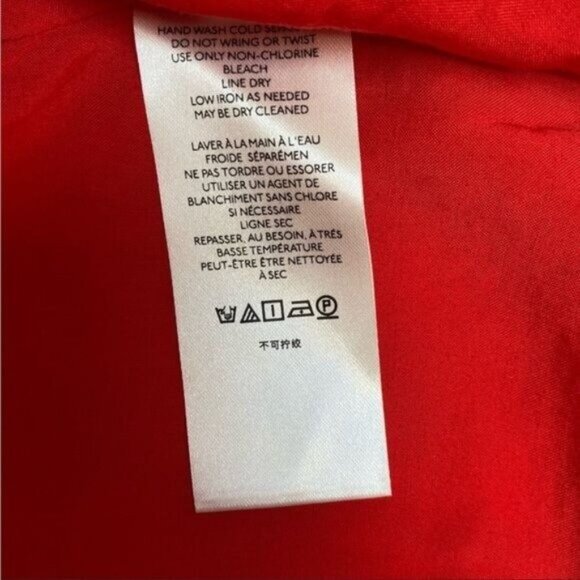 HAND WASH COLD
DO NOT WRING OR TWIST
USE ONLY NON-CHLORINE
BLEACH
LINE DRY
LOW IRON AS NEEDED
MAY BE DRY CLEANED
LAVER À LA MAIN À L'EAU
FROIDE SÉPARÉMEN
NE PAS TORDRE OU ESSORER
UTILISER UN AGENT DE
BLANCHIMENT SANS CHLORE
SI NÉCESSAIRE
LIGNE SEC
REPASSER, AU BESOIN, À TRÉS
BASSE TEMPÉRATURE
PEUT-ÊTRE ÊTRE NETTOYÉE
À SEC
P
不可拧绞